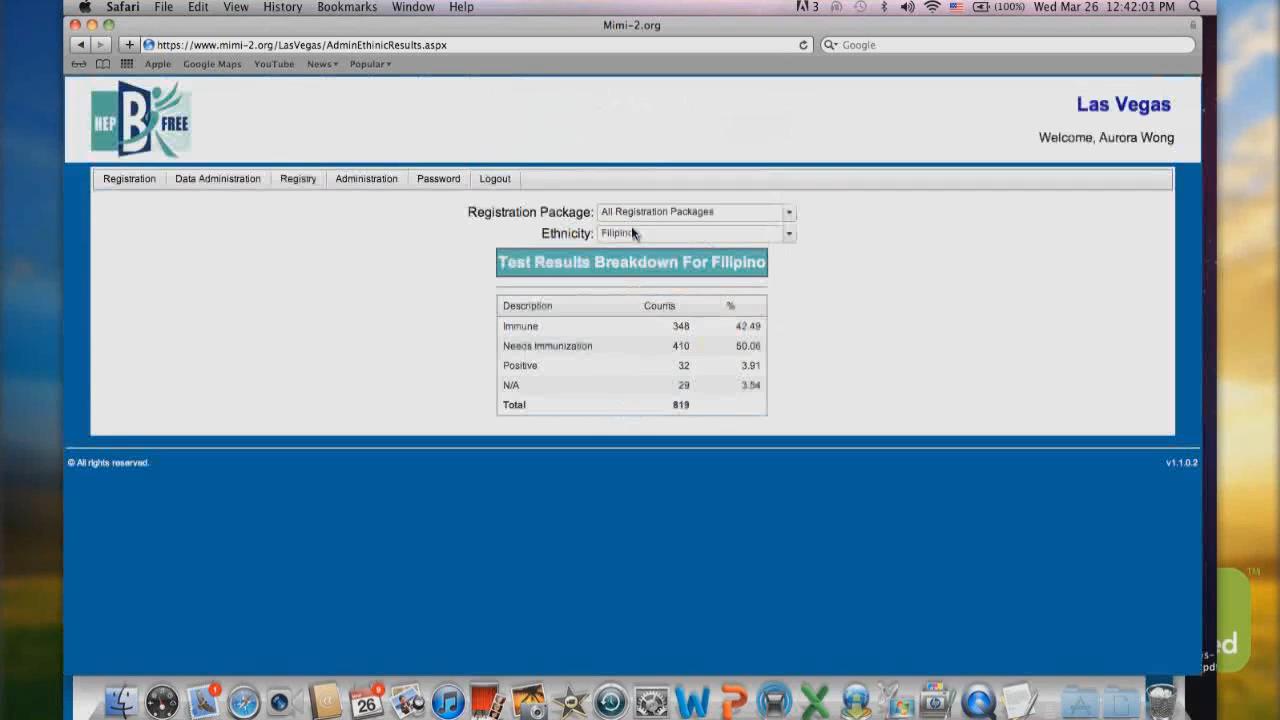 Safari File Edit View History Bookmarks Window Help 3 (100%) Wed Mar 26 12:42:03 PM
Mimi-2.org
https://www.mimi-2.org/LasVegas/AdminEthinicResults.aspx Google
Apple Google Maps YouTube News Popular
HEP B FREE
Las Vegas
Welcome, Aurora Wong
Registration Data Administration Registry Administration Password Logout
Registration Package: All Registration Packages
Ethnicity: Filipino
Test Results Breakdown For Filipino
Description Counts %
Immune 348 42.49
Needs Immunization 410 50.06
Positive 32 3.91
N/A 29 3.54
Total 819
© All rights reserved. v1.1.0.2
TM
ed
26